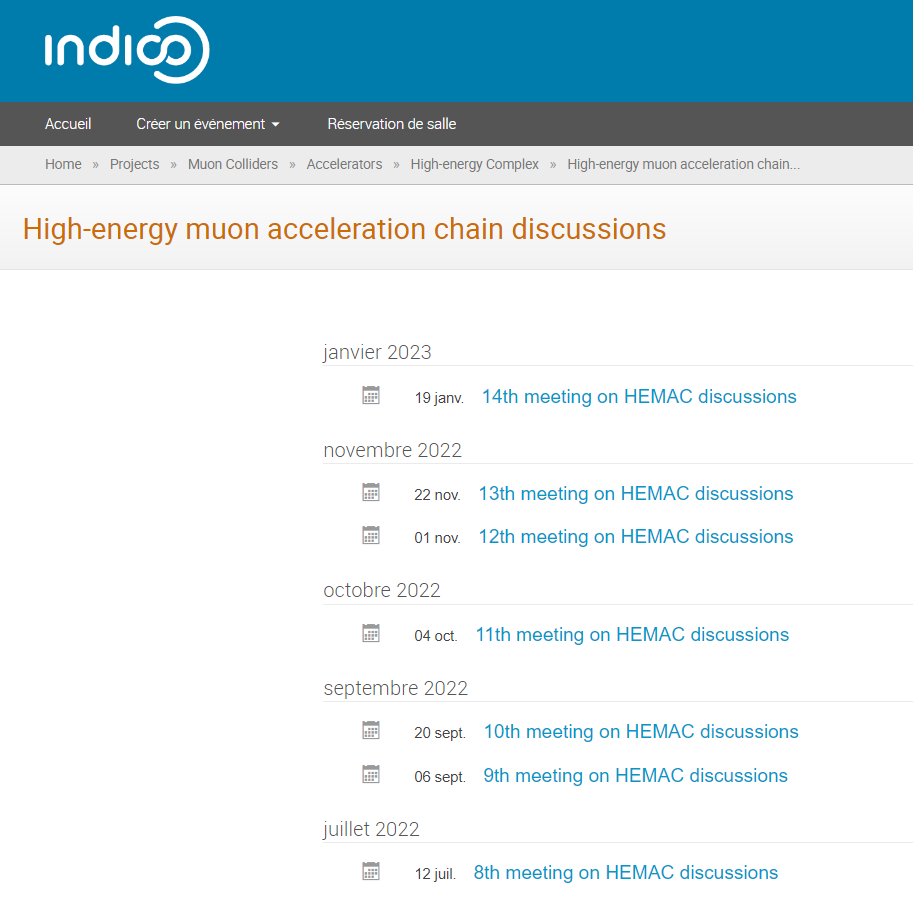 indico
Accueil Créer un événement Réservation de salle
Home » Projects » Muon Colliders » Accelerators » High-energy Complex » High-energy muon acceleration chain...
High-energy muon acceleration chain discussions
janvier 2023
19 janv. 14th meeting on HEMAC discussions
novembre 2022
22 nov. 13th meeting on HEMAC discussions
01 nov. 12th meeting on HEMAC discussions
octobre 2022
04 oct. 11th meeting on HEMAC discussions
septembre 2022
20 sept. 10th meeting on HEMAC discussions
06 sept. 9th meeting on HEMAC discussions
juillet 2022
12 juil. 8th meeting on HEMAC discussions